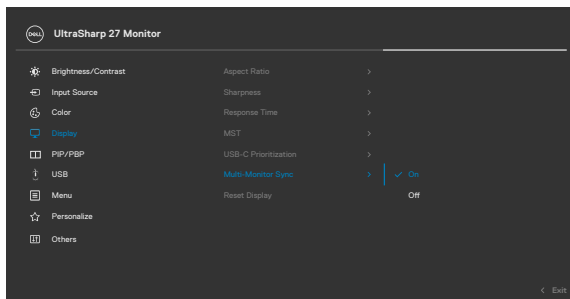 DELL UltraSharp 27 Monitor
Brightness/Contrast Aspect Ratio >
Input Source Sharpness >
Color Response Time >
Display MST >
PIP/PBP USB-C Prioritization >
USB Multi-Monitor Sync > ✓ On
Menu Reset Display Off
Personalize
Others
< Exit